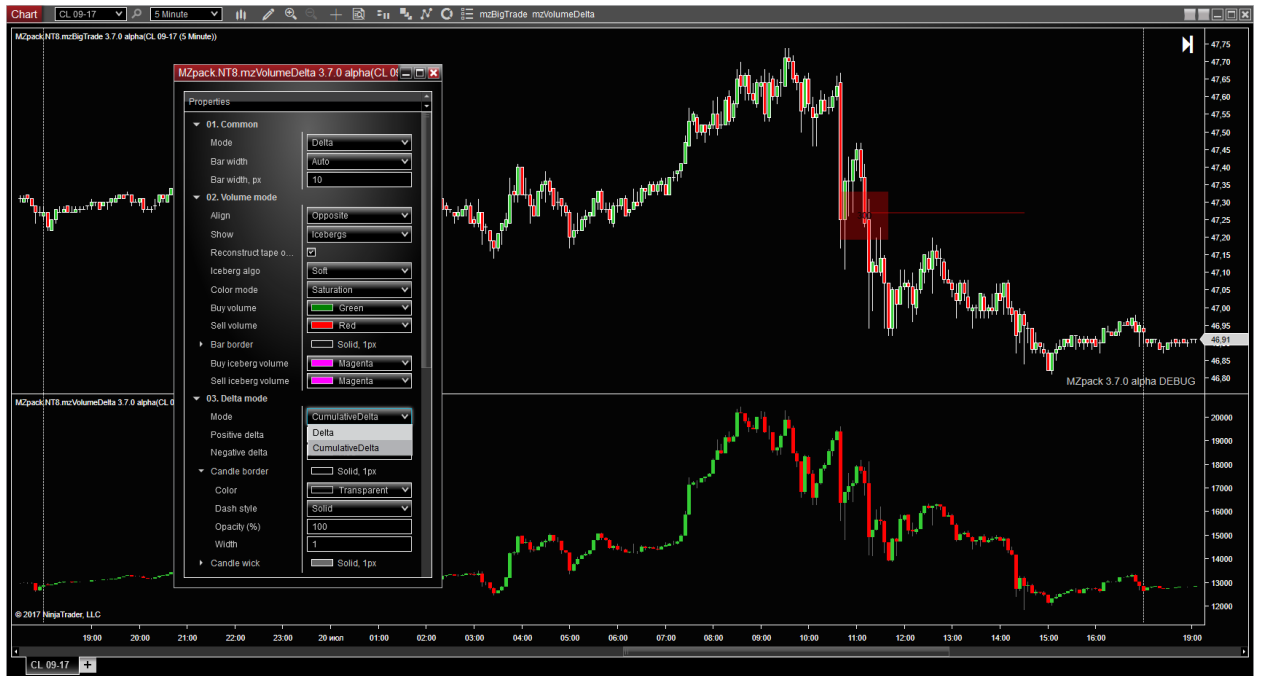 Chart CL 09-17 5 Minute mzBigTrade mzVolumeDelta
MZpack.NT8.mzBigTrade 3.7.0 alpha(CL 09-17 (5 Minute))
MZpack.NT8.mzVolumeDelta 3.7.0 alpha(CL 09
Properties
01. Common
Mode Delta
Bar width Auto
Bar width, px 10
02. Volume mode
Align Opposite
Show Icebergs
Reconstruct tape o...
Iceberg algo Soft
Color mode Saturation
Buy volume Green
Sell volume Red
Bar border Solid, 1px
Buy iceberg volume Magenta
Sell iceberg volume Magenta
03. Delta mode
Mode CumulativeDelta
Positive delta Delta
Negative delta CumulativeDelta
Candle border Solid, 1px
Color Transparent
Dash style Solid
Opacity (%) 100
Width 1
Candle wick Solid, 1px
47,75
47,70
47,65
47,60
47,55
47,50
47,45
47,40
47,35
47,30
47,25
47,20
47,15
47,10
47,05
47,00
46,95
46,91
46,85
46,80
MZpack 3.7.0 alpha DEBUG
MZpack.NT8.mzVolumeDelta 3.7.0 alpha(CL 0
20000
19000
18000
17000
16000
15000
14000
13000
12000
© 2017 NinjaTrader, LLC
19:00 20:00 21:00 22:00 23:00 20 июл 01:00 02:00 03:00 04:00 05:00 06:00 07:00 08:00 09:00 10:00 11:00 12:00 13:00 14:00 15:00 16:00 19:00
CL 09-17 +